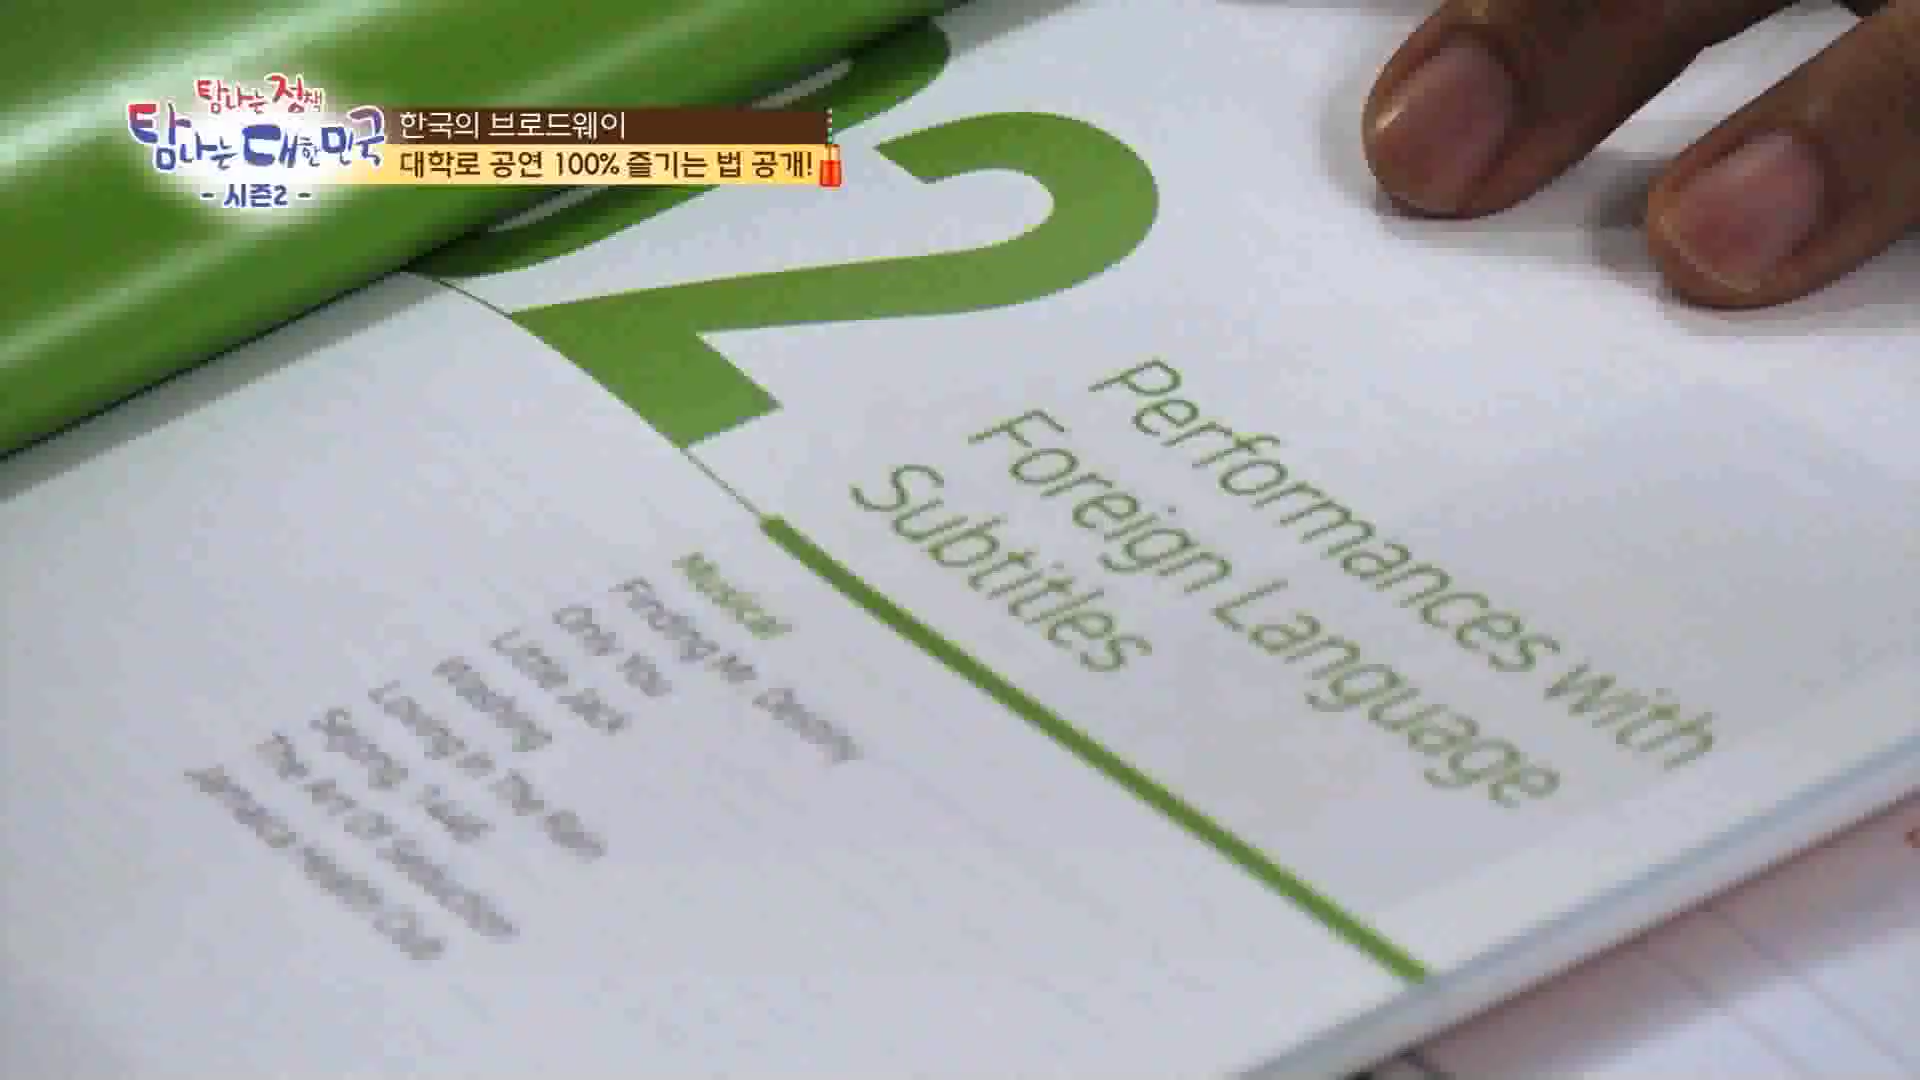 탐나는 정책
탐나는 대한민국
- 시즌2 -
한국의 브로드웨이
대학로 공연 100% 즐기는 법 공개!
2
Performances with
Foreign Language
Subtitles
Musical
Finding Mr. Destiny
Only You
Little Jack
Washing
Loving In The Rain
Sejong, 1446
The Art Of Seduction
Jamaica Health Club